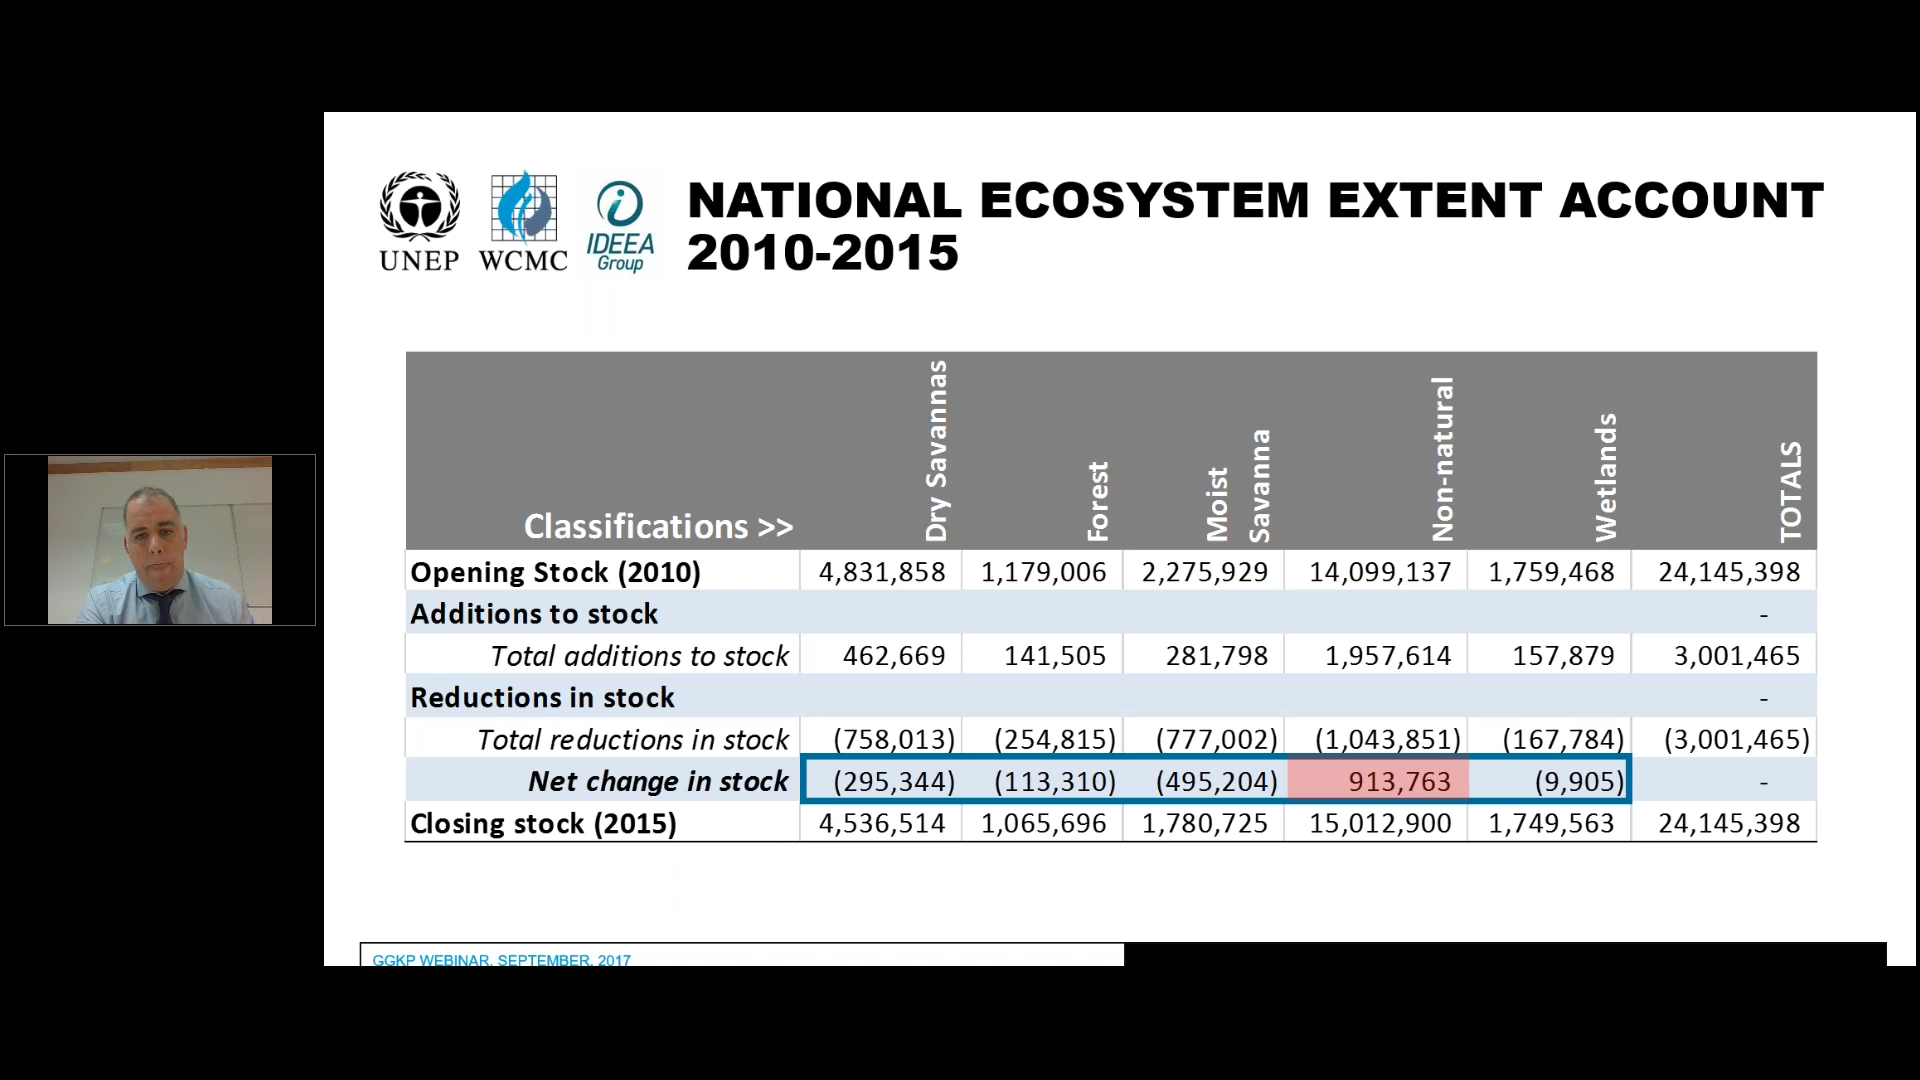 UNEP WCMC IDEEA Group
NATIONAL ECOSYSTEM EXTENT ACCOUNT
2010-2015
Classifications >> Dry Savannas Forest Moist Savanna Non-natural Wetlands TOTALS
Opening Stock (2010) 4,831,858 1,179,006 2,275,929 14,099,137 1,759,468 24,145,398
Additions to stock -
Total additions to stock 462,669 141,505 281,798 1,957,614 157,879 3,001,465
Reductions in stock -
Total reductions in stock (758,013) (254,815) (777,002) (1,043,851) (167,784) (3,001,465)
Net change in stock (295,344) (113,310) (495,204) 913,763 (9,905) -
Closing stock (2015) 4,536,514 1,065,696 1,780,725 15,012,900 1,749,563 24,145,398
GGKP WEBINAR, SEPTEMBER, 2017